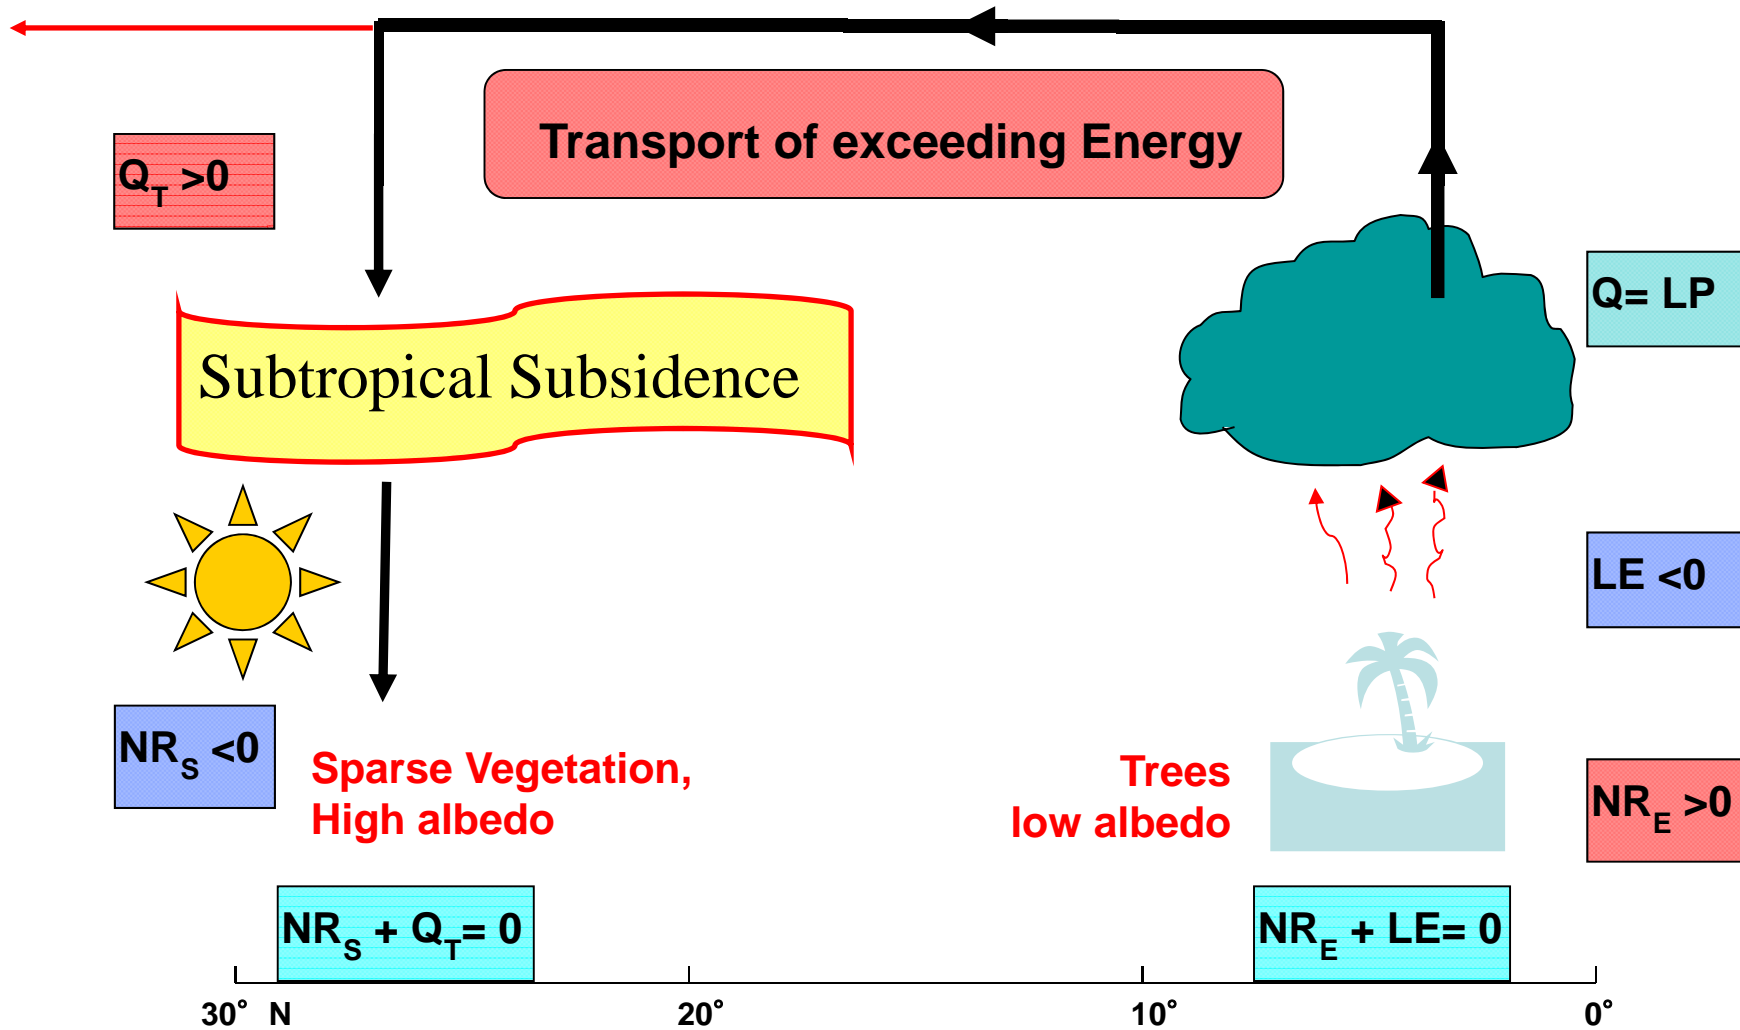 Transport of exceeding Energy
Q_T >0
Q= LP
Subtropical Subsidence
LE <0
NR_S <0
Sparse Vegetation,
High albedo
Trees
low albedo
NR_E >0
NR_S + Q_T= 0
NR_E + LE= 0
30° N
20°
10°
0°